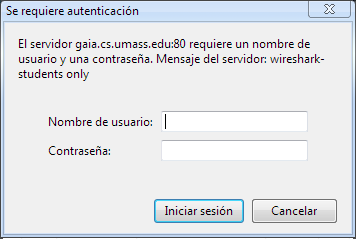 Se requiere autenticación
El servidor gaia.cs.umass.edu:80 requiere un nombre de
usuario y una contraseña. Mensaje del servidor: wireshark-
students only
Nombre de usuario:
Contraseña:
Iniciar sesión Cancelar